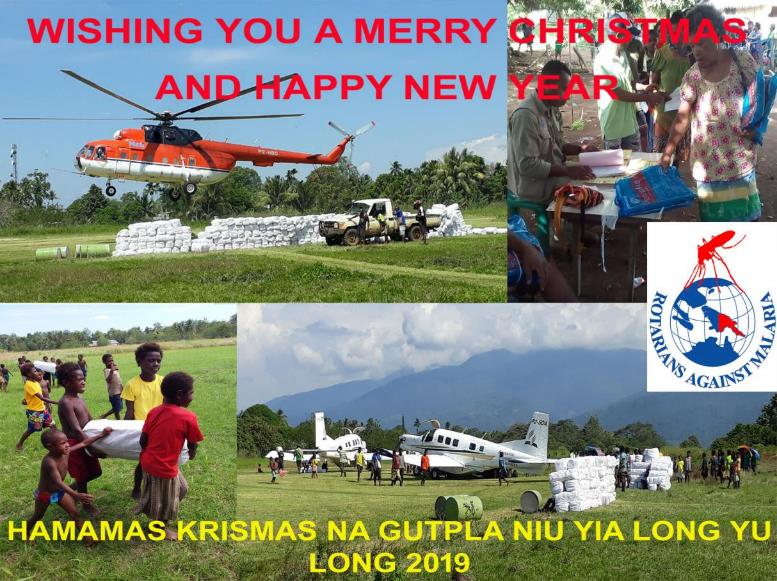 WISHING YOU A MERRY CHRISTMAS
AND HAPPY NEW YEAR
ROTARIANS AGAINST MALARIA
HAMAMAS KRISMAS NA GUTPLA NIU YIA LONG YU
LONG 2019